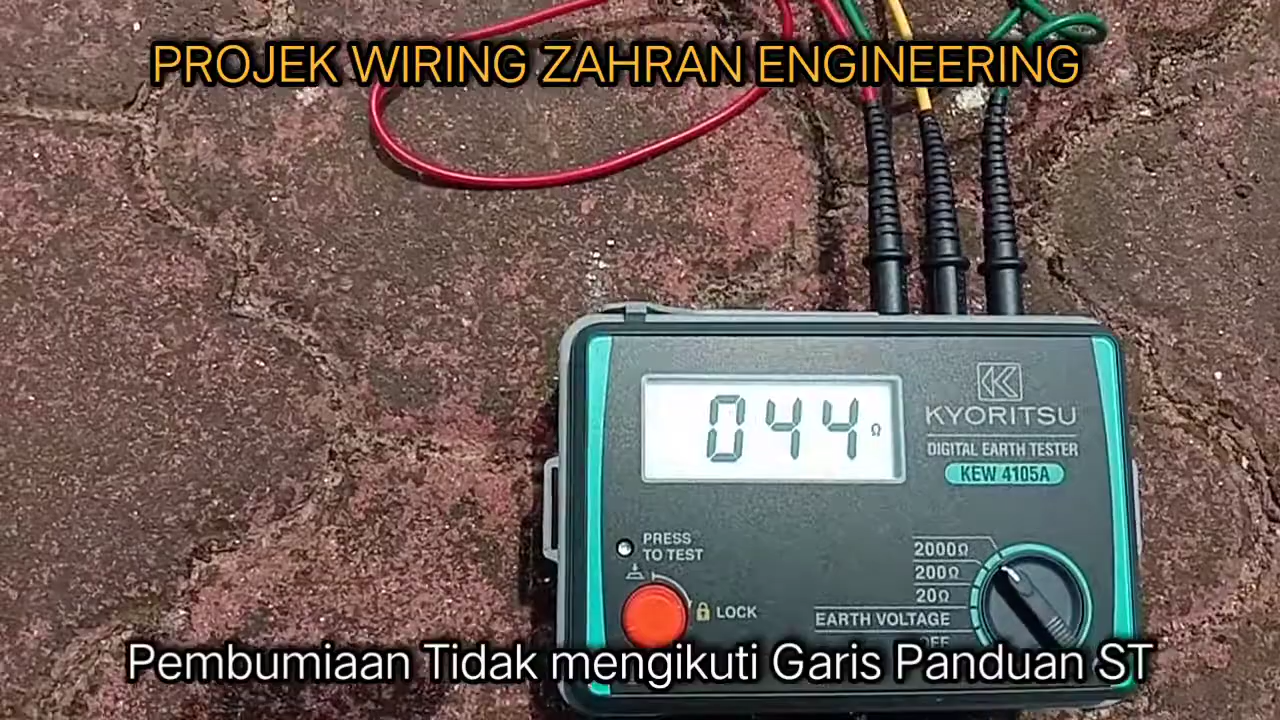 PROJEK WIRING ZAHRAN ENGINEERING
044 Ω
KYORITSU
DIGITAL EARTH TESTER
KEW 4105A
PRESS
TO TEST
LOCK
2000Ω
200Ω
20Ω
EARTH VOLTAGE
OFF
Pembumiaan Tidak mengikuti Garis Panduan ST